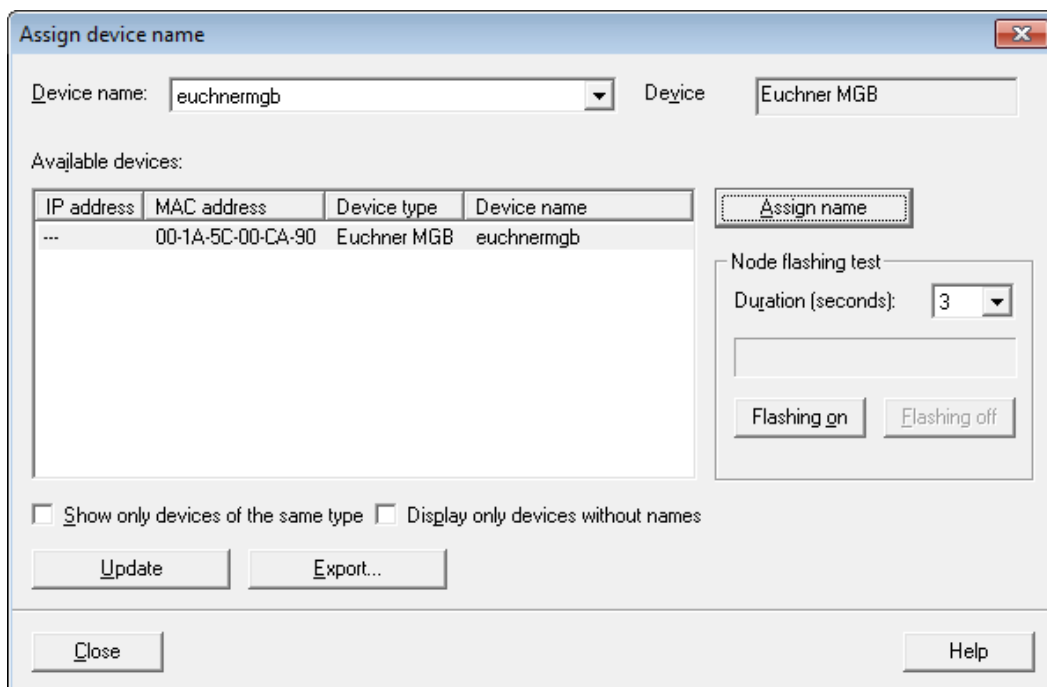 Assign device name
Device name: euchnermgb Device Euchner MGB
Available devices:
IP address MAC address Device type Device name
--- 00-1A-5C-00-CA-90 Euchner MGB euchnermgb
Assign name
Node flashing test
Duration (seconds): 3
Flashing on Flashing off
Show only devices of the same type Display only devices without names
Update Export...
Close Help